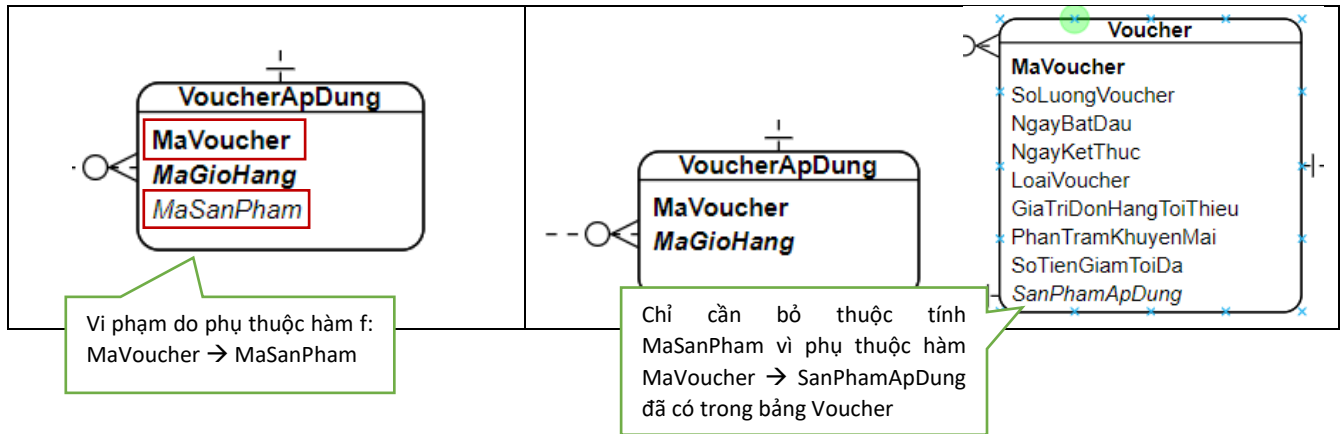 VoucherApDung
MaVoucher
MaGioHang
MaSanPham
Vi phạm do phụ thuộc hàm f:
MaVoucher → MaSanPham
VoucherApDung
MaVoucher
MaGioHang
Voucher
MaVoucher
SoLuongVoucher
NgayBatDau
NgayKetThuc
LoaiVoucher
GiaTriDonHangToiThieu
PhanTramKhuyenMai
SoTienGiamToiDa
SanPhamApDung
Chỉ cần bỏ thuộc tính
MaSanPham vì phụ thuộc hàm
MaVoucher → SanPhamApDung
đã có trong bảng Voucher